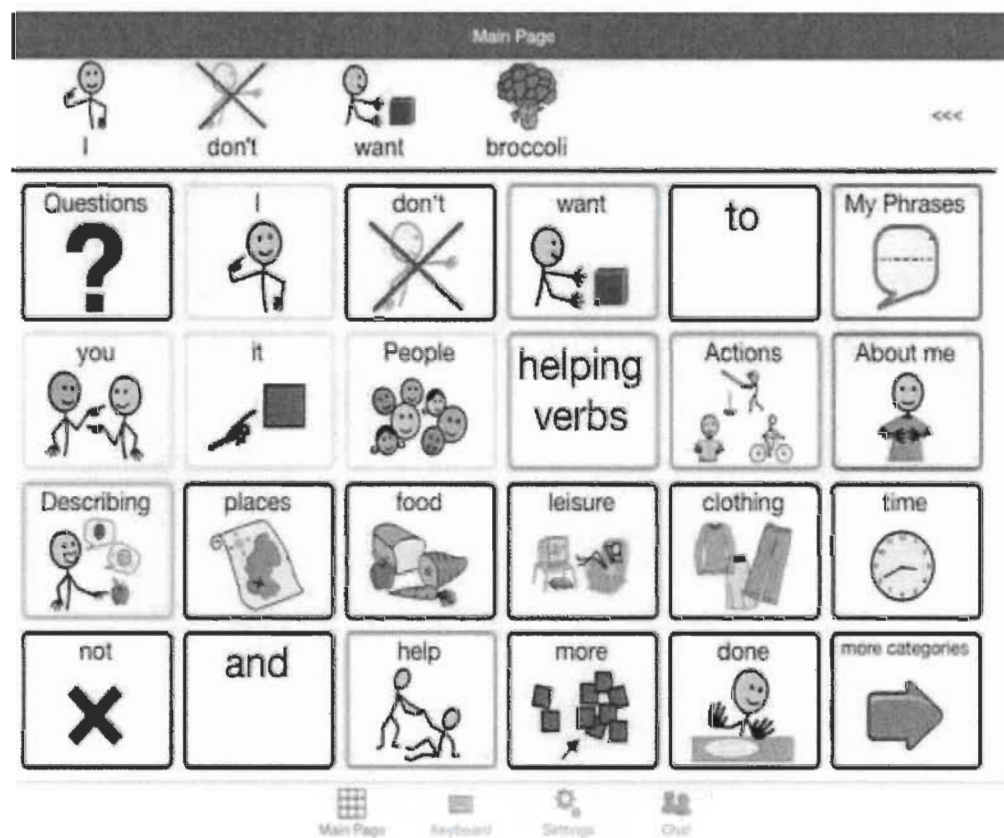 Main Page
I don't want broccoli <<<
Questions I don't want to My Phrases
you it People helping verbs Actions About me
Describing places food leisure clothing time
not and help more done more categories
Main Page Keyboard Settings Chat